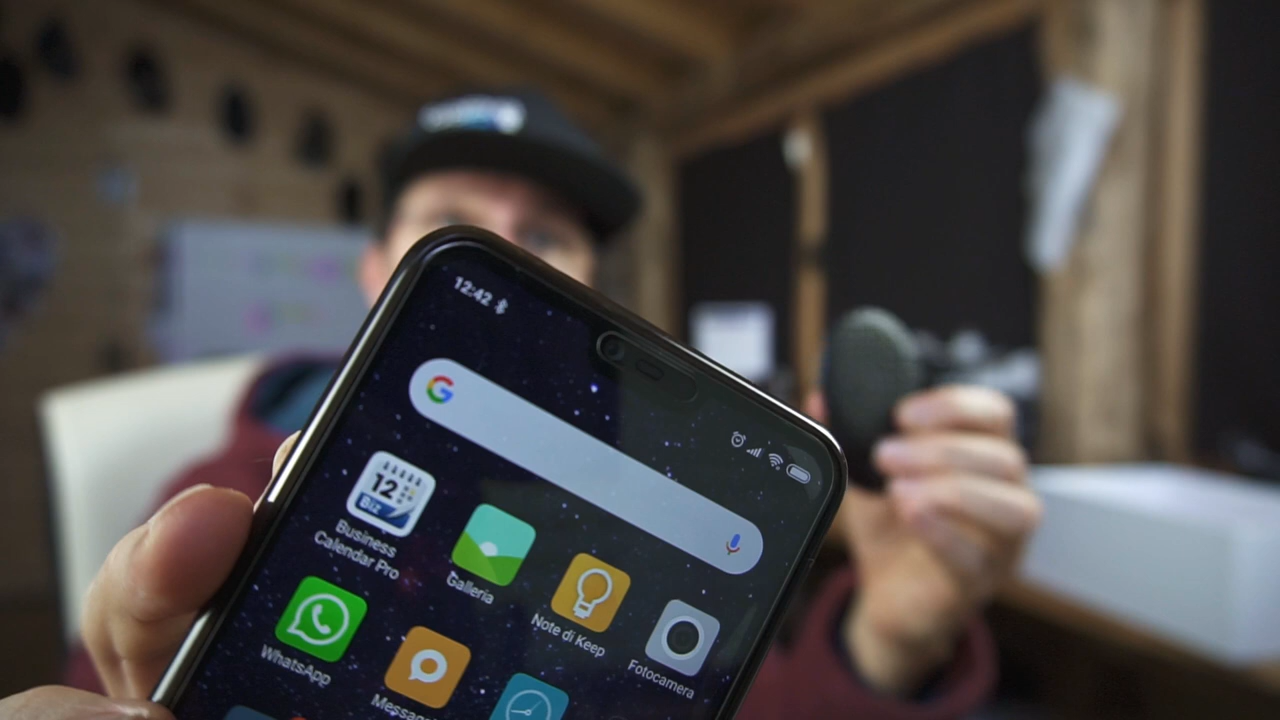 12:42
G
12
Biz
Business
Calendar Pro
Galleria
Note di Keep
Fotocamera
WhatsApp